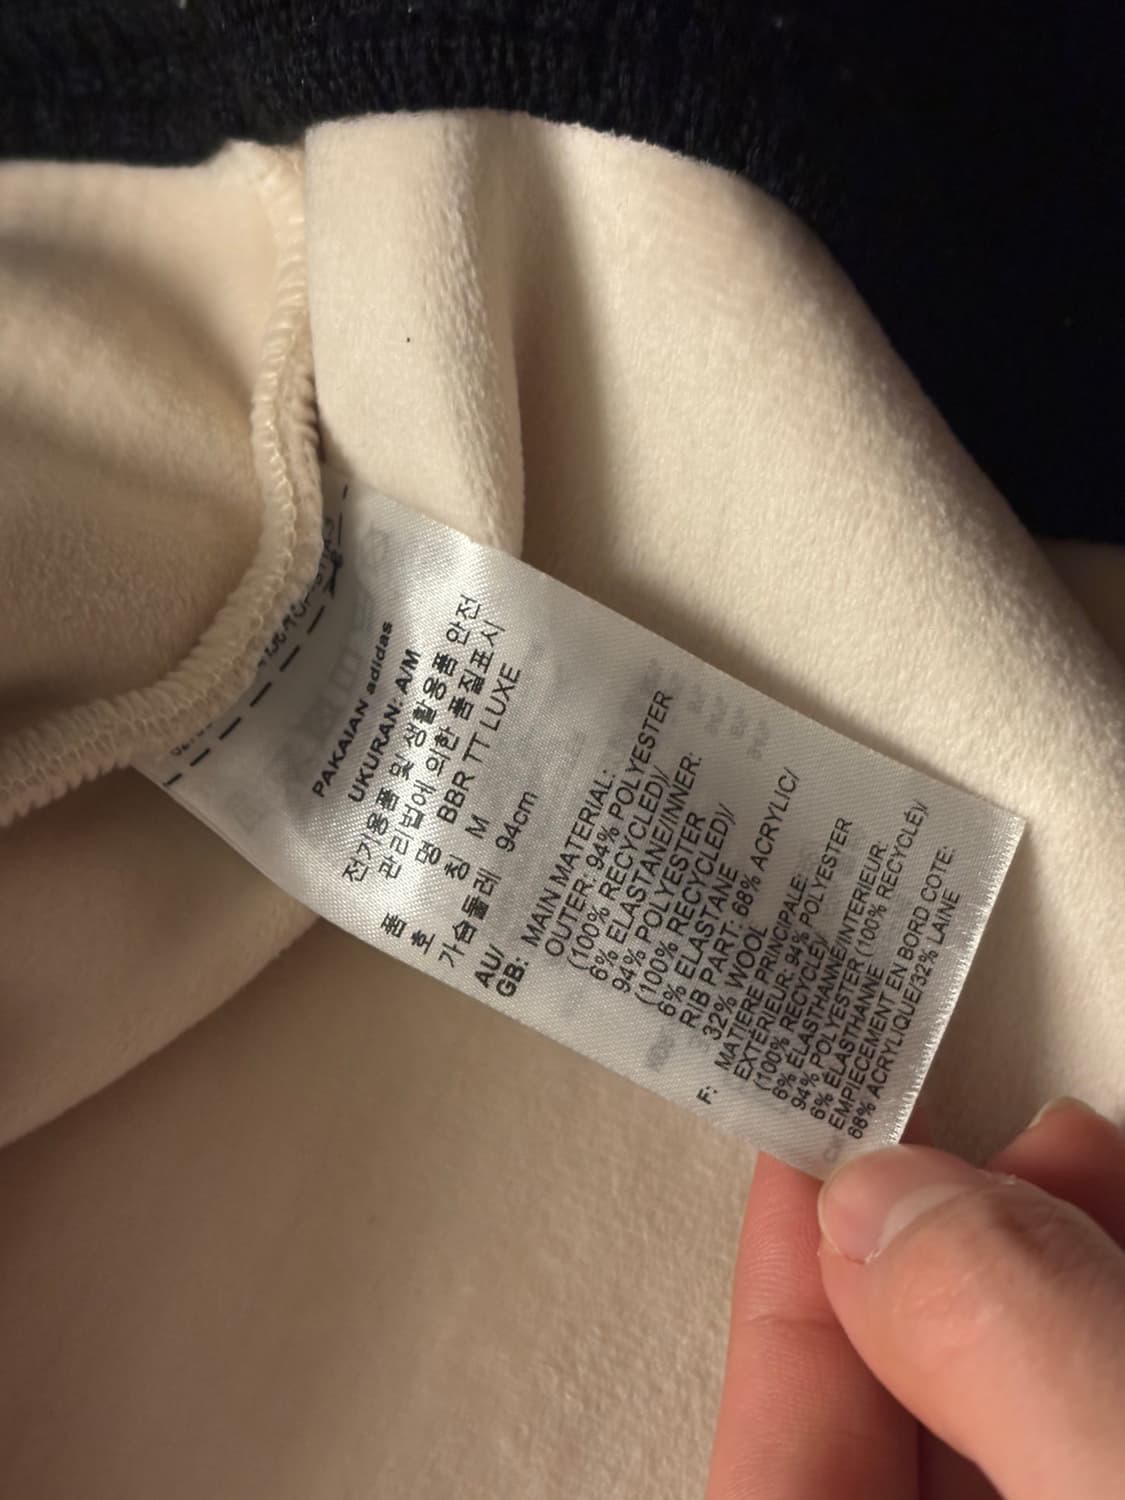 PAKAIAN adidas
UKURAN: A/M
전기용품 및 생활용품 안전
관리법에 의한 품질표시
품 명 BBR TT LUXE
호 칭 M
가슴둘레 94cm
AU/
GB: MAIN MATERIAL:
OUTER: 94% POLYESTER
(100% RECYCLED)/
6% ELASTANE/INNER:
94% POLYESTER
(100% RECYCLED)/
6% ELASTANE
RIB PART: 68% ACRYLIC/
32% WOOL
F: MATIERE PRINCIPALE:
EXTERIEUR: 94% POLYESTER
(100% RECYCLÉ)/
6% ÉLASTHANNE/INTERIEUR:
94% POLYESTER (100% RECYCLÉ)/
6% ÉLASTHANNE
EMPIECEMENT EN BORD COTE:
68% ACRYLIQUE/32% LAINE